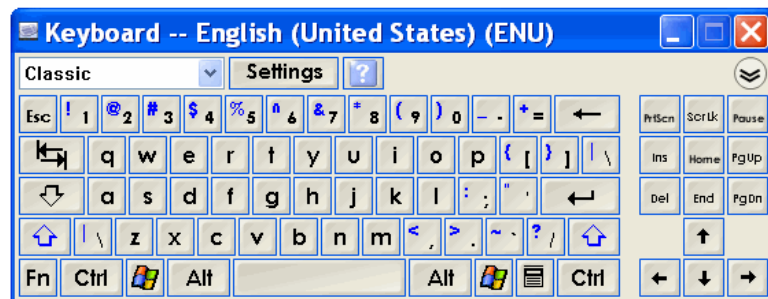 Keyboard -- English (United States) (ENU)
Classic Settings ?
Esc ! 1 @ 2 # 3 $ 4 % 5 ^ 6 & 7 * 8 ( 9 ) 0 _ - + = PrtScn ScrLk Pause
q w e r t y u i o p { [ } ] | \ Ins Home PgUp
a s d f g h j k l : ; " ' Del End PgDn
| \ z x c v b n m < , > . ~ ` ? /
Fn Ctrl Alt Alt Ctrl